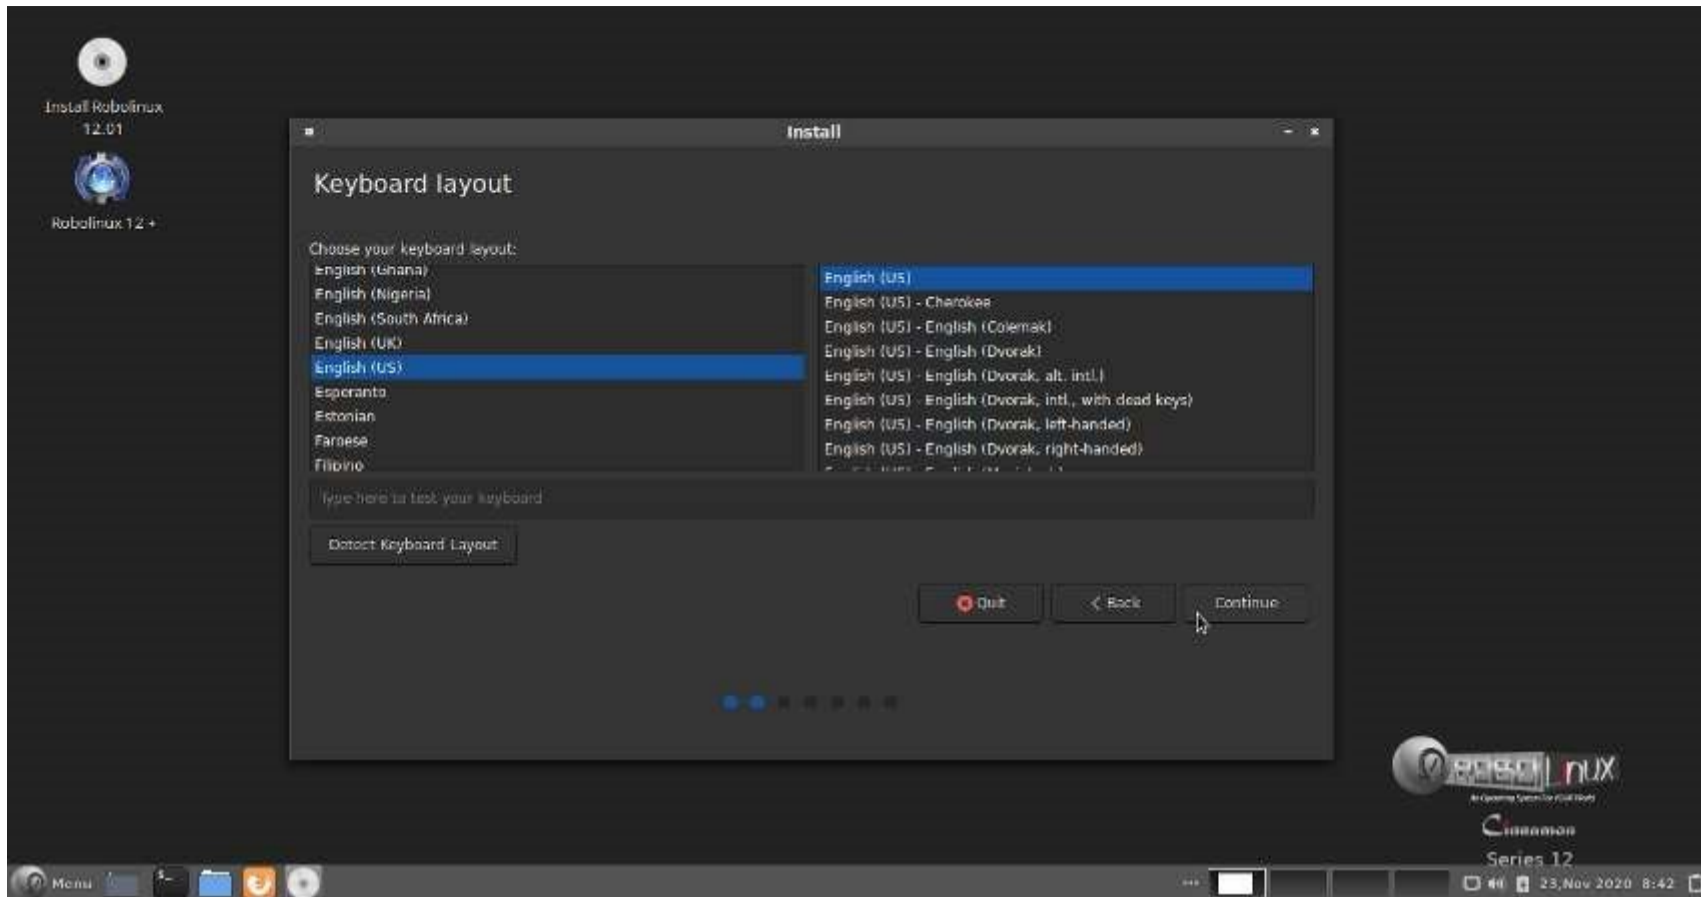 Install Robolinux
12.01
Robolinux 12 +
Install
Keyboard layout
Choose your keyboard layout:
English (Ghana)
English (Nigeria)
English (South Africa)
English (UK)
English (US)
Esperanto
Estonian
Faroese
Filipino
English (US)
English (US) - Cherokee
English (US) - English (Colemak)
English (US) - English (Dvorak)
English (US) - English (Dvorak, alt. intl.)
English (US) - English (Dvorak, intl., with dead keys)
English (US) - English (Dvorak, left-handed)
English (US) - English (Dvorak, right-handed)
Type here to test your keyboard
Detect Keyboard Layout
Quit
Back
Continue
RoboLinux
Cinnamon
Series 12
Menu
23,Nov 2020 8:42